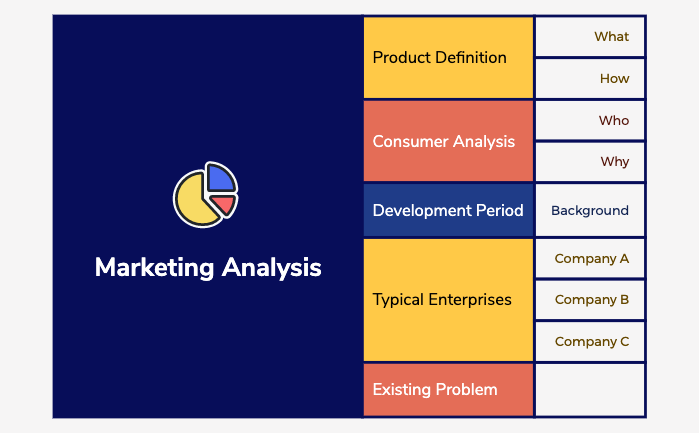 Marketing Analysis
Product Definition
What
How
Consumer Analysis
Who
Why
Development Period
Background
Typical Enterprises
Company A
Company B
Company C
Existing Problem